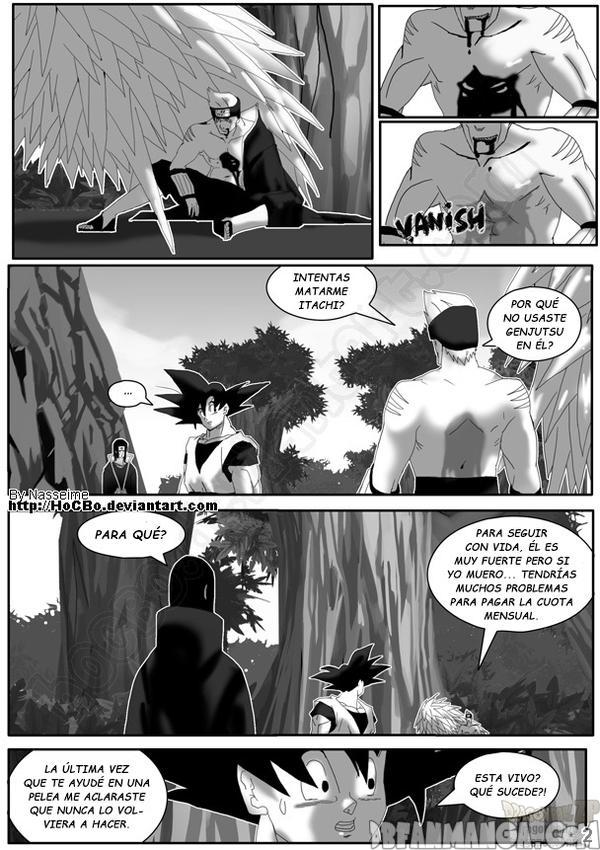 VANISH
INTENTAS
MATARME
ITACHI?
POR QUÉ
NO USASTE
GENJUTSU
EN ÉL?
...
By Nasseime
http://HoCBo.deviantart.com
PARA QUÉ?
PARA SEGUIR
CON VIDA, ÉL ES
MUY FUERTE PERO SI
YO MUERO... TENDRÍAS
MUCHOS PROBLEMAS
PARA PAGAR LA CUOTA
MENSUAL.
LA ÚLTIMA VEZ
QUE TE AYUDÉ EN UNA
PELEA ME ACLARASTE
QUE NUNCA LO VOL-
VIERA A HACER.
ESTA VIVO?
QUÉ SUCEDE?!
DBFANMANGA.COM
2